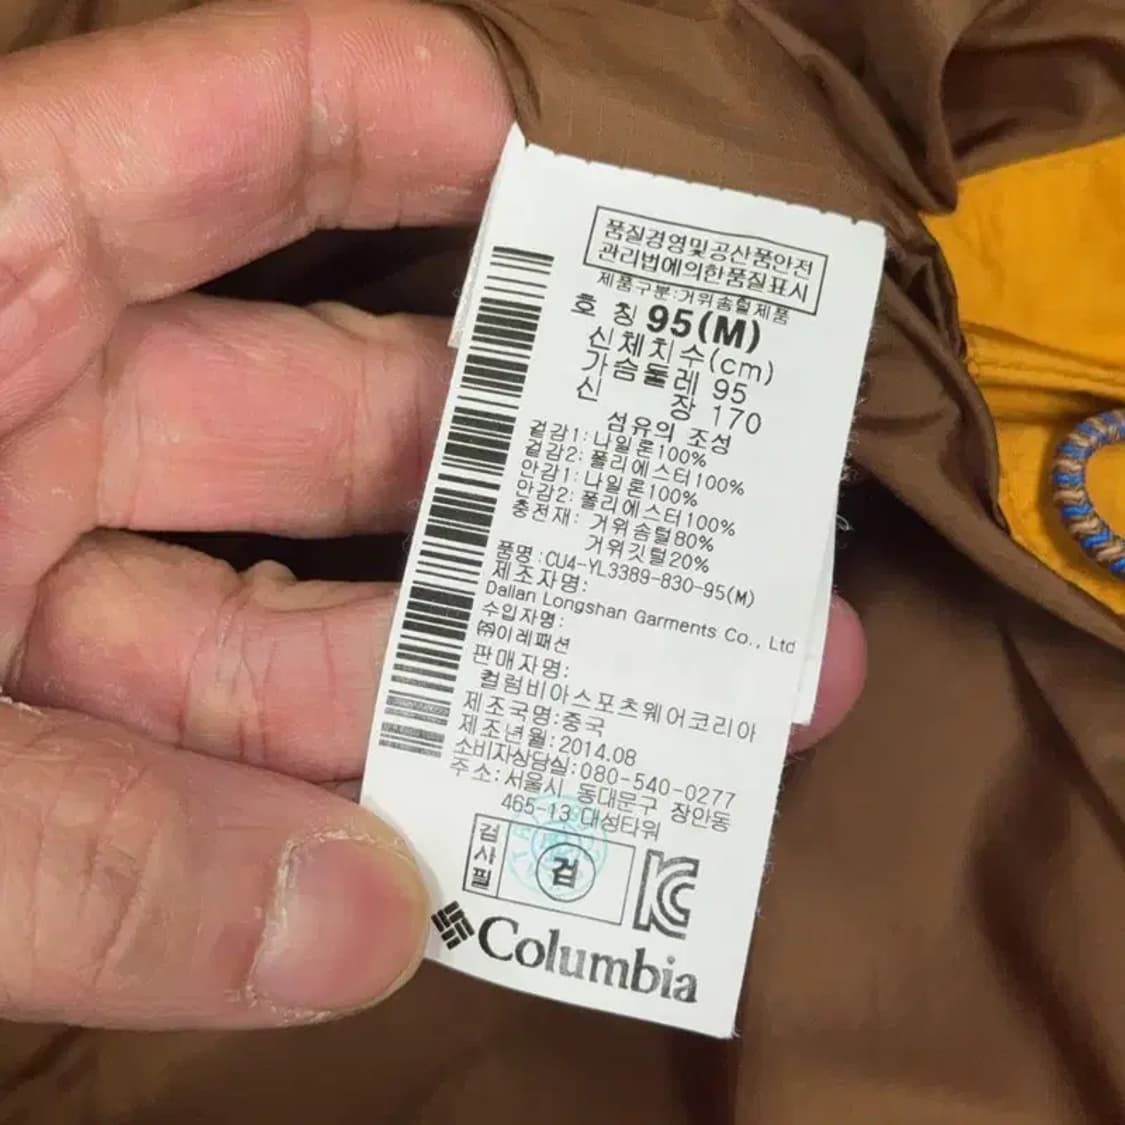 품질경영및공산품안전
관리법에의한품질표시
제품구분:거위솜털제품
호 칭 95(M)
신체치수(cm)
가슴둘레 95
신 장 170
섬유의 조성
겉감1: 나일론100%
겉감2: 폴리에스터100%
안감1: 나일론100%
안감2: 폴리에스터100%
충전재: 거위솜털80%
거위깃털20%
품명:CU4-YL3389-830-95(M)
제조자명:
Dalian Longshan Garments Co., Ltd
수입자명:
㈜이레패션
판매자명:
컬럼비아스포츠웨어코리아
제조국명:중국
제조년월:2014.08
소비자상담실:080-540-0277
주소:서울시 동대문구 장안동
465-13 대성타워
검사필
검
KC
Columbia